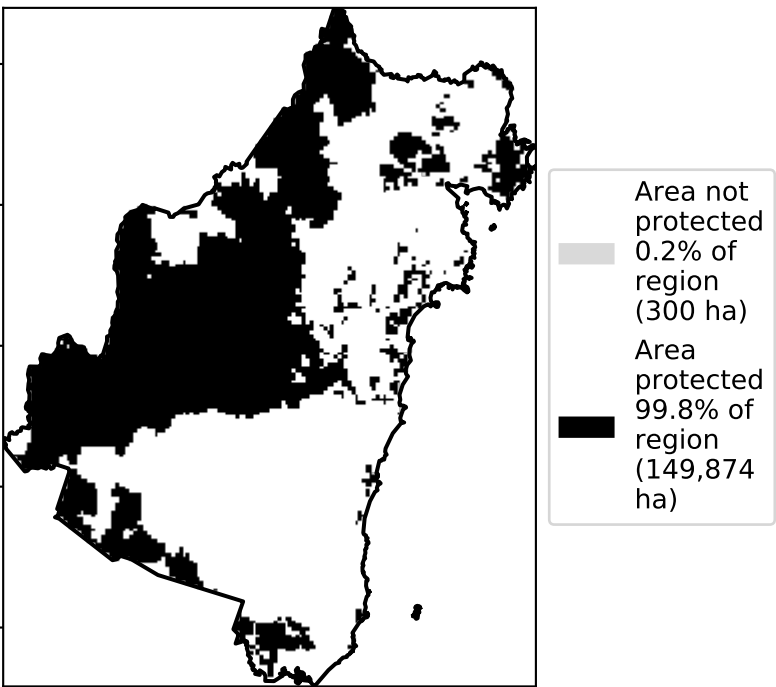 Area not
protected
0.2% of
region
(300 ha)
Area
protected
99.8% of
region
(149,874
ha)